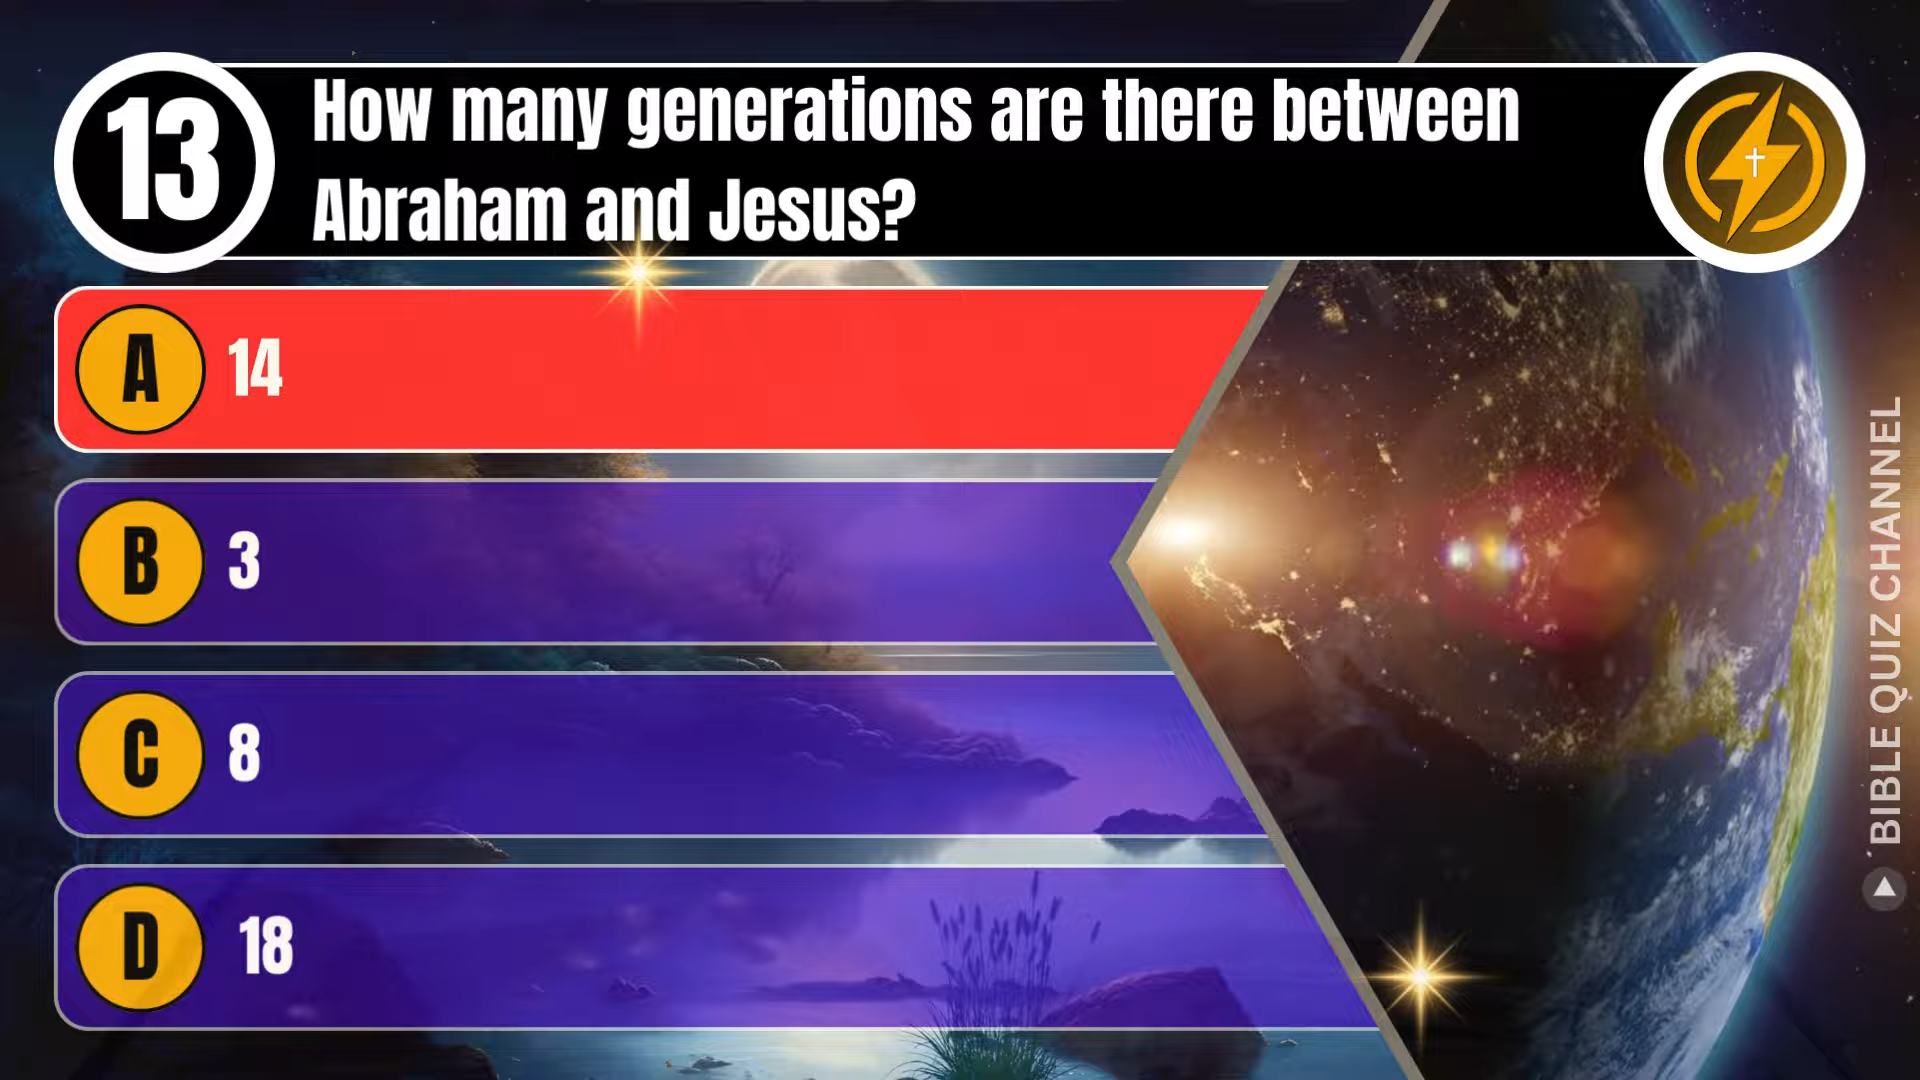 13
How many generations are there between
Abraham and Jesus?
A 14
B 3
C 8
D 18
BIBLE QUIZ CHANNEL